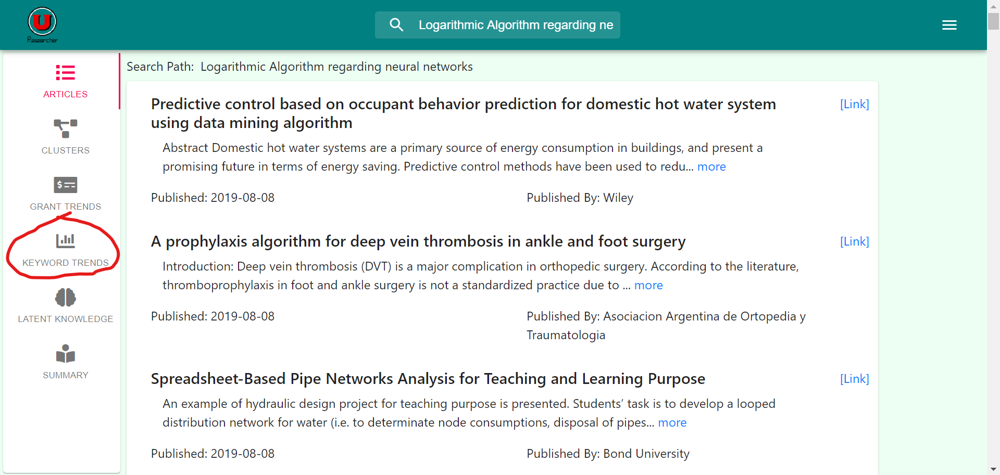 U
Researcher
Logarithmic Algorithm regarding ne
ARTICLES
CLUSTERS
GRANT TRENDS
KEYWORD TRENDS
LATENT KNOWLEDGE
SUMMARY
Search Path: Logarithmic Algorithm regarding neural networks
Predictive control based on occupant behavior prediction for domestic hot water system
using data mining algorithm
[Link]
Abstract Domestic hot water systems are a primary source of energy consumption in buildings, and present a
promising future in terms of energy saving. Predictive control methods have been used to redu... more
Published: 2019-08-08
Published By: Wiley
A prophylaxis algorithm for deep vein thrombosis in ankle and foot surgery
[Link]
Introduction: Deep vein thrombosis (DVT) is a major complication in orthopedic surgery. According to the literature,
thromboprophylaxis in foot and ankle surgery is not a standardized practice due to ... more
Published: 2019-08-08
Published By: Asociacion Argentina de Ortopedia y
Traumatologia
Spreadsheet-Based Pipe Networks Analysis for Teaching and Learning Purpose
[Link]
An example of hydraulic design project for teaching purpose is presented. Students’ task is to develop a looped
distribution network for water (i.e. to determinate node consumptions, disposal of pipes... more
Published: 2019-08-08
Published By: Bond University